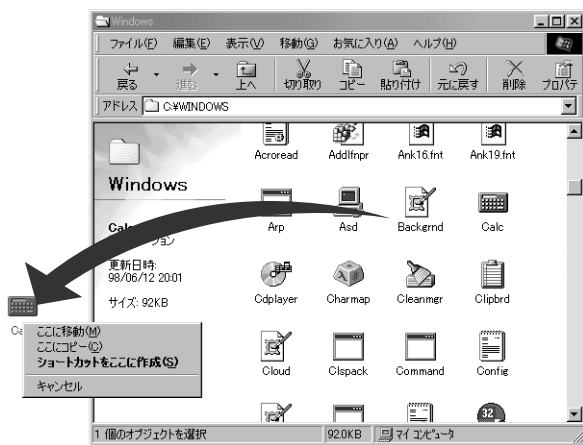 Windows
ファイル(F) 編集(E) 表示(V) 移動(G) お気に入り(A) ヘルプ(H)
戻る 進む 上へ 切り取り コピー 貼り付け 元に戻す 削除 プロパテ
アドレス C:¥WINDOWS
Acroread Addlfnpr Ank16.fnt Ank19.fnt
Windows
Arp Asd Backgrnd Calc
更新日時:
98/06/12 20:01
サイズ: 92KB
Cdplayer Charmap Cleanmgr Clipbrd
ここに移動(M)
ここにコピー(C)
ショートカットをここに作成(S)
キャンセル
Cloud Clspack Command Config
32
1 個のオブジェクトを選択 92.0KB マイ コンピュータ